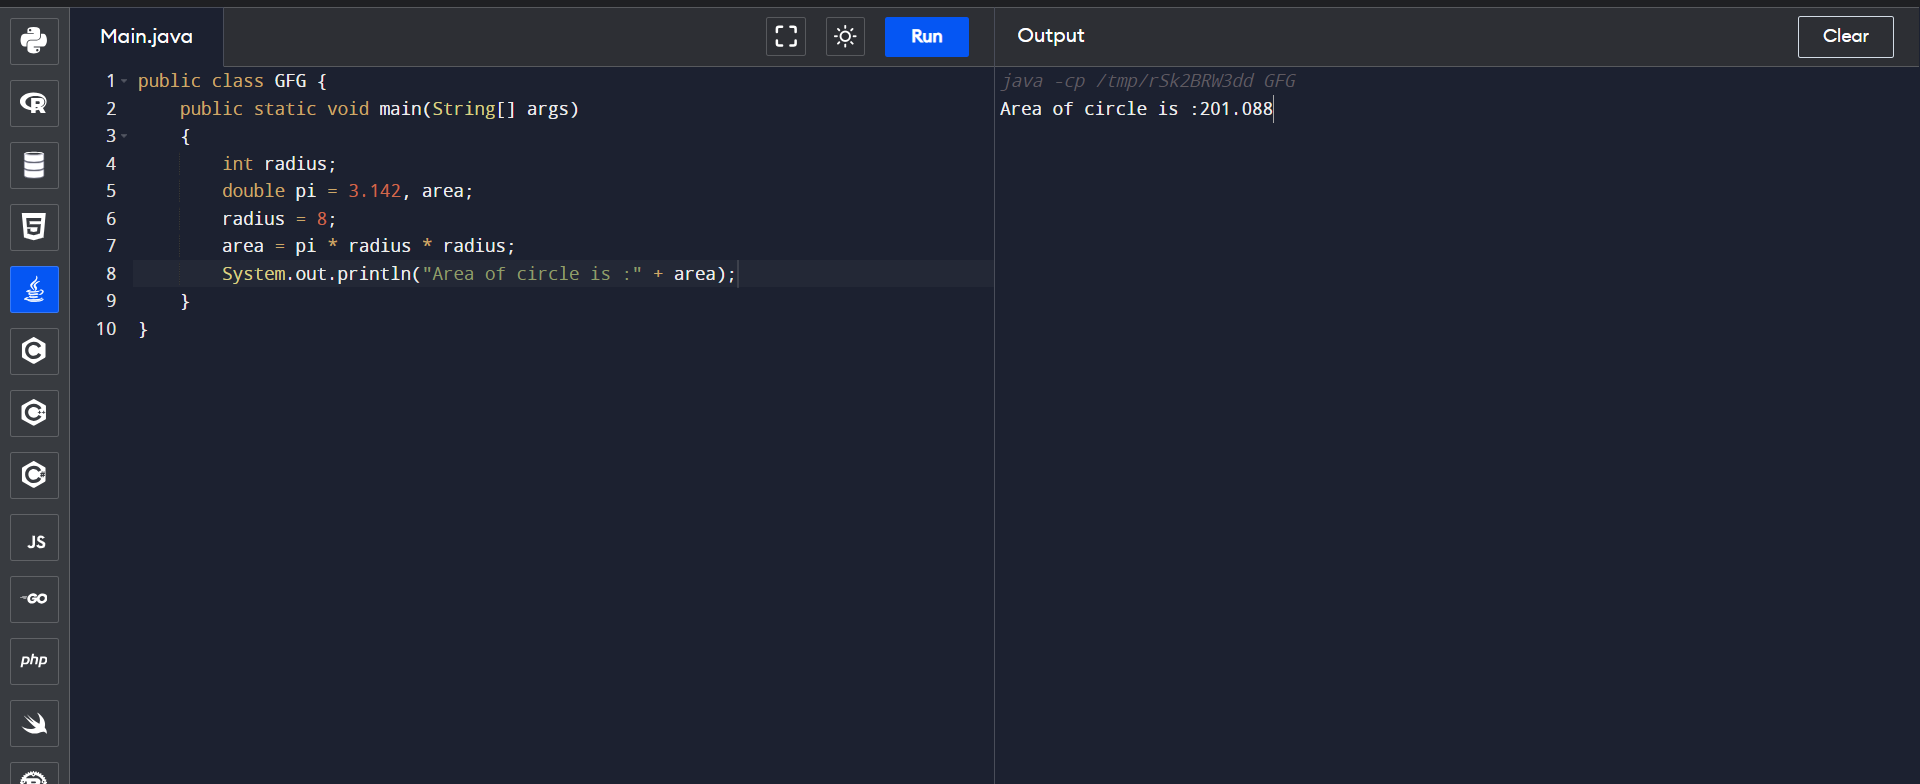 Main.java
Run
Output
Clear
1 public class GFG {
2     public static void main(String[] args)
3     {
4         int radius;
5         double pi = 3.142, area;
6         radius = 8;
7         area = pi * radius * radius;
8         System.out.println("Area of circle is :" + area);
9     }
10 }
java -cp /tmp/rSk2BRW3dd GFG
Area of circle is :201.088
R
5
C
C++
C#
JS
GO
php